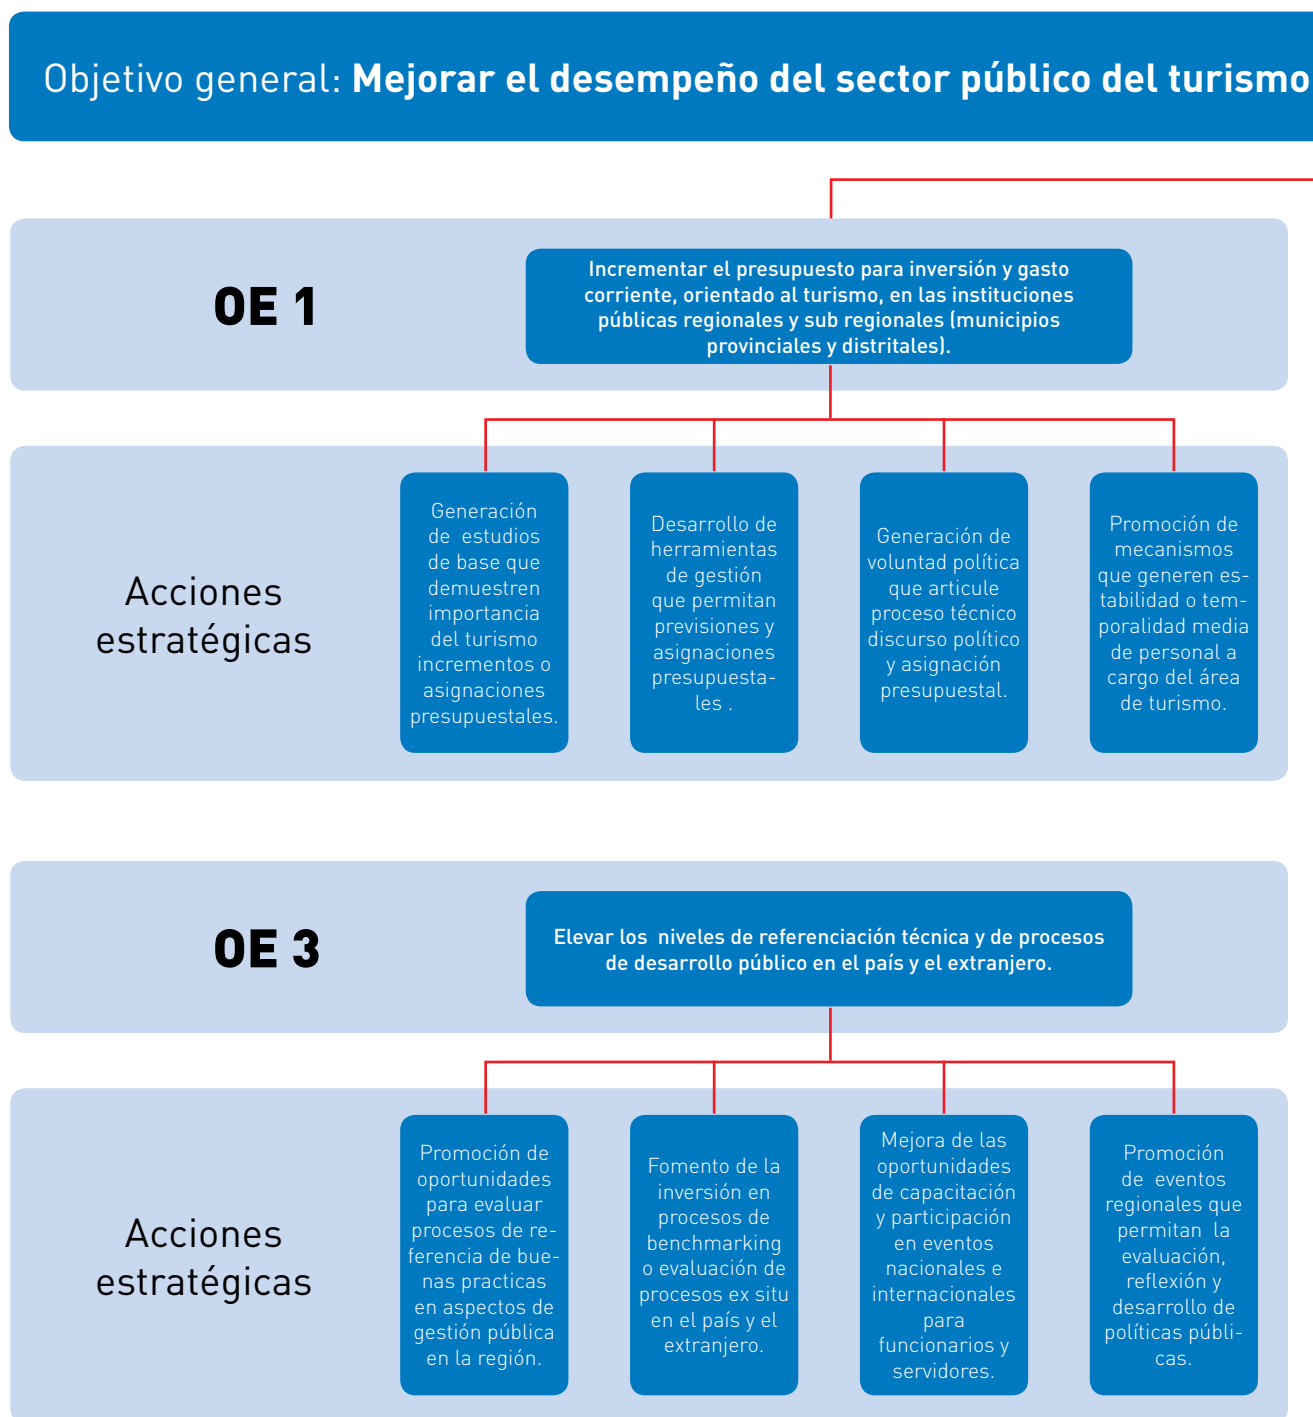 Objetivo general: Mejorar el desempeño del sector público del turismo
OE 1
Incrementar el presupuesto para inversión y gasto
corriente, orientado al turismo, en las instituciones
públicas regionales y sub regionales (municipios
provinciales y distritales).
Acciones
estratégicas
Generación
de estudios
de base que
demuestren
importancia
del turismo
incrementos o
asignaciones
presupuestales.
Desarrollo de
herramientas
de gestión
que permitan
previsiones y
asignaciones
presupuesta-
les .
Generación de
voluntad política
que articule
proceso técnico
discurso político
y asignación
presupuestal.
Promoción de
mecanismos
que generen es-
tabilidad o tem-
poralidad media
de personal a
cargo del área
de turismo.
OE 3
Elevar los niveles de referenciación técnica y de procesos
de desarrollo público en el país y el extranjero.
Acciones
estratégicas
Promoción de
oportunidades
para evaluar
procesos de re-
ferencia de bue-
nas practicas
en aspectos de
gestión pública
en la región.
Fomento de la
inversión en
procesos de
benchmarking
o evaluación de
procesos ex situ
en el país y el
extranjero.
Mejora de las
oportunidades
de capacitación
y participación
en eventos
nacionales e
internacionales
para
funcionarios y
servidores.
Promoción
de eventos
regionales que
permitan la
evaluación,
reflexión y
desarrollo de
políticas públi-
cas.